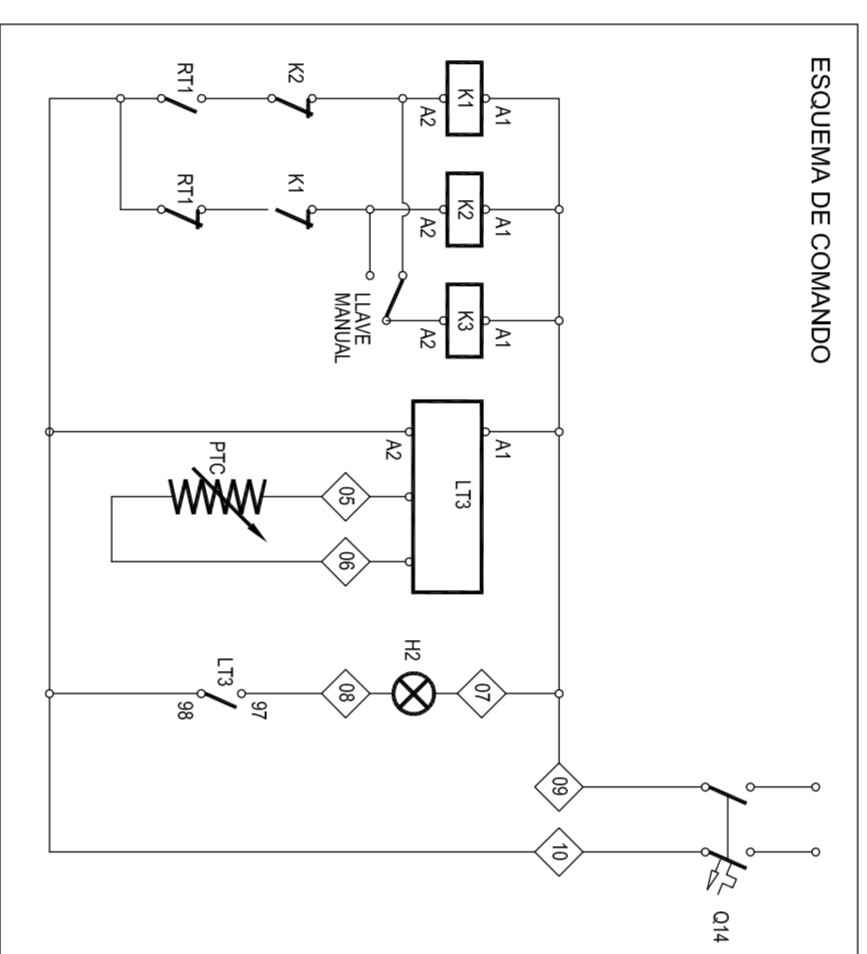 ESQUEMA DE COMANDO
Q14
09
10
A1
A1
A1
A1
K1
K2
K3
LT3
07
A2
A2
A2
H2
A2
LLAVE
MANUAL
05
06
08
K2
K1
97
LT3
PTC
RT1
RT1
98